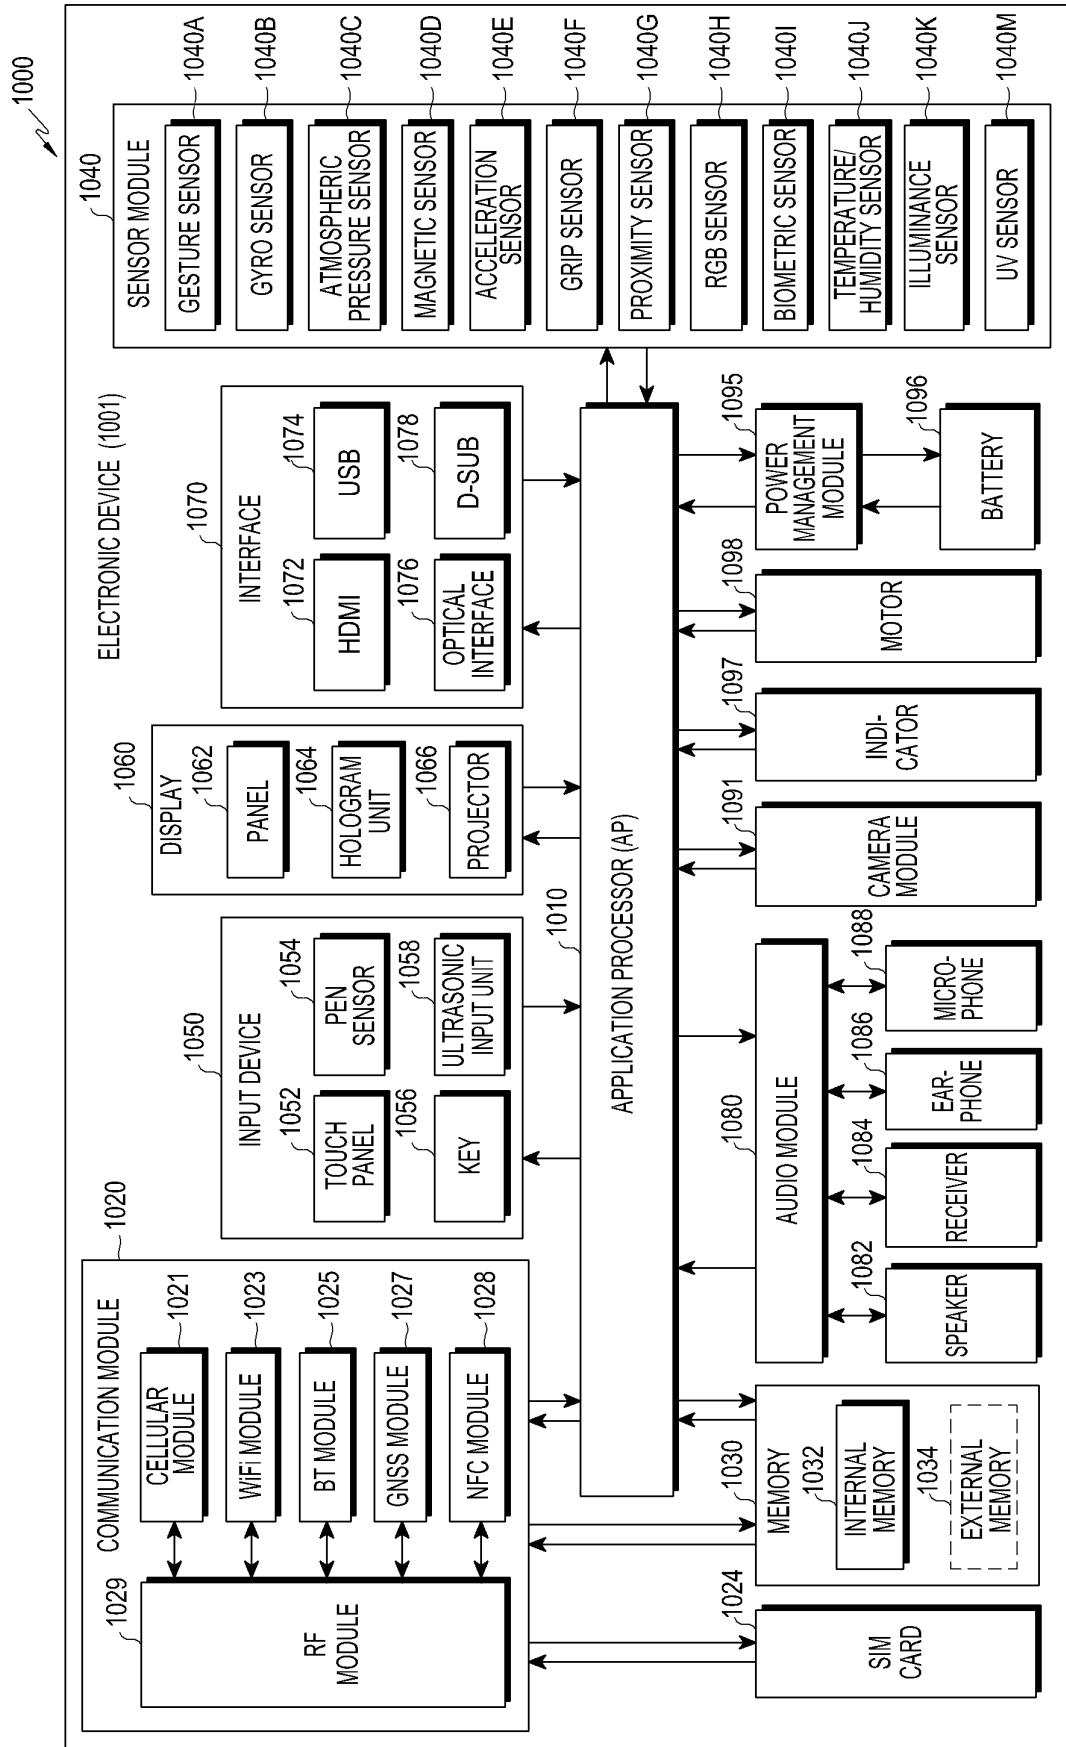 1000
ELECTRONIC DEVICE (1001)
COMMUNICATION MODULE
1020
1029
RF
MODULE
CELLULAR
MODULE
1021
WiFi MODULE
1023
BT MODULE
1025
GNSS MODULE
1027
NFC MODULE
1028
1050
INPUT DEVICE
1052
TOUCH
PANEL
1054
PEN
SENSOR
1056
KEY
1058
ULTRASONIC
INPUT UNIT
1060
DISPLAY
1062
PANEL
1064
HOLOGRAM
UNIT
1066
PROJECTOR
1070
INTERFACE
1072
HDMI
1074
USB
1076
OPTICAL
INTERFACE
1078
D-SUB
1040
SENSOR MODULE
GESTURE SENSOR
1040A
GYRO SENSOR
1040B
ATMOSPHERIC
PRESSURE SENSOR
1040C
MAGNETIC SENSOR
1040D
ACCELERATION
SENSOR
1040E
GRIP SENSOR
1040F
PROXIMITY SENSOR
1040G
RGB SENSOR
1040H
BIOMETRIC SENSOR
1040I
TEMPERATURE/
HUMIDITY SENSOR
1040J
ILLUMINANCE
SENSOR
1040K
UV SENSOR
1040M
1010
APPLICATION PROCESSOR (AP)
1024
SIM
CARD
1030
MEMORY
1032
INTERNAL
MEMORY
1034
EXTERNAL
MEMORY
1080
AUDIO MODULE
1082
SPEAKER
1084
RECEIVER
1086
EAR-
PHONE
1088
MICRO-
PHONE
1091
CAMERA
MODULE
1097
INDI-
CATOR
1098
MOTOR
1095
POWER
MANAGEMENT
MODULE
1096
BATTERY